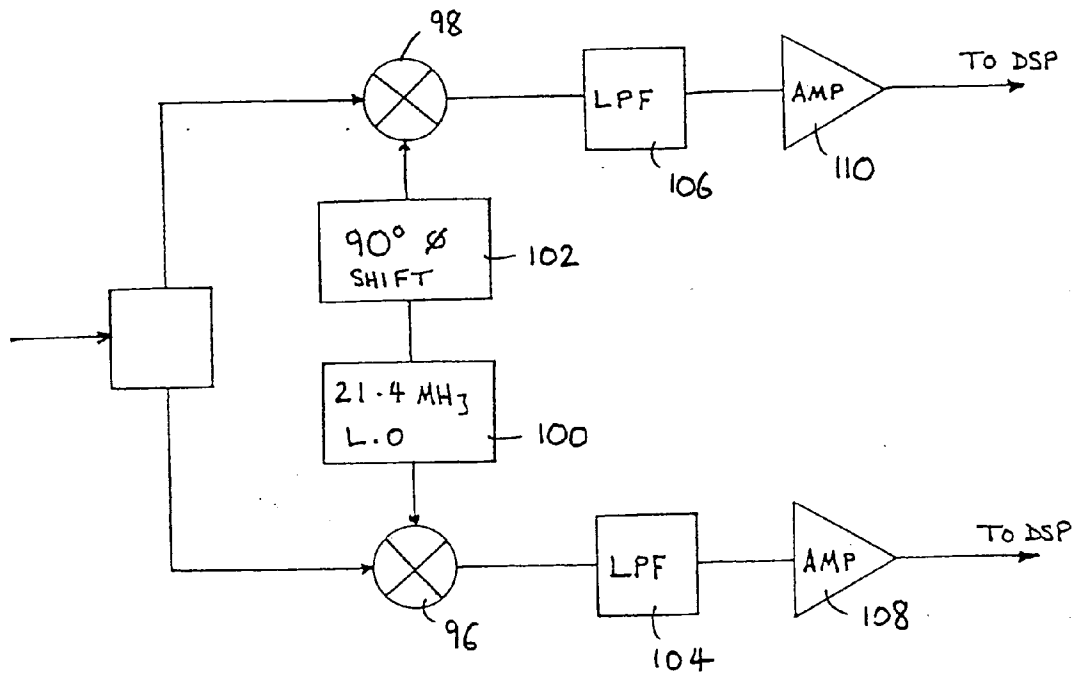 98
LPF
106
AMP
110
TO DSP
90° ø
SHIFT
102
21.4 MHz
L.O
100
96
LPF
104
AMP
108
TO DSP